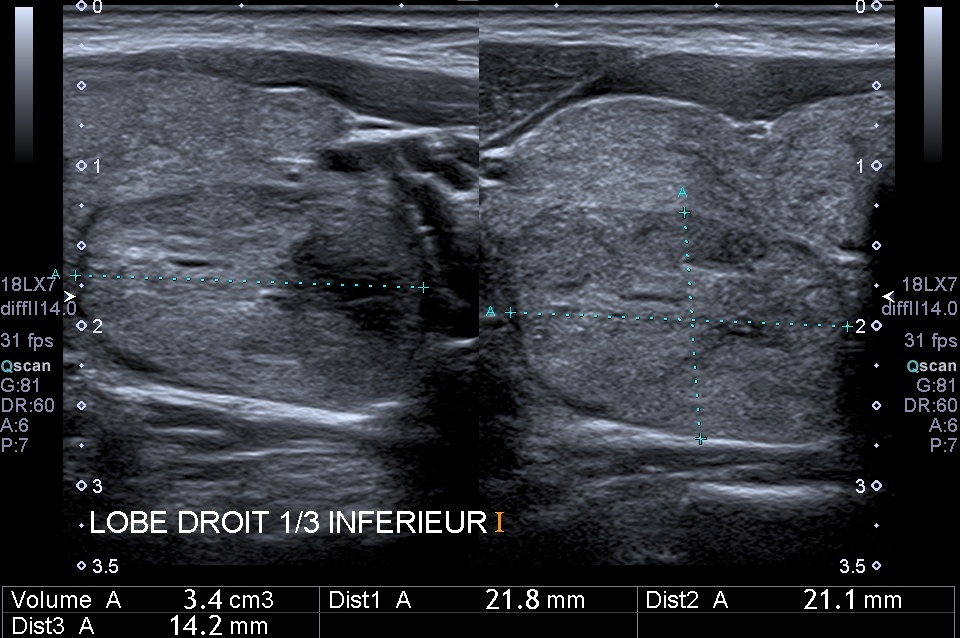 0
0
1
1
A
A
18LX7
A
diffII14.0
A
2
2
18LX7
diffII14.0
31 fps
31 fps
Qscan
Qscan
G:81
G:81
DR:60
DR:60
A:6
A:6
P:7
P:7
3
3
LOBE DROIT 1/3 INFERIEUR I
3.5
3.5
Volume A 3.4 cm3 Dist1 A 21.8 mm Dist2 A 21.1 mm
Dist3 A 14.2 mm